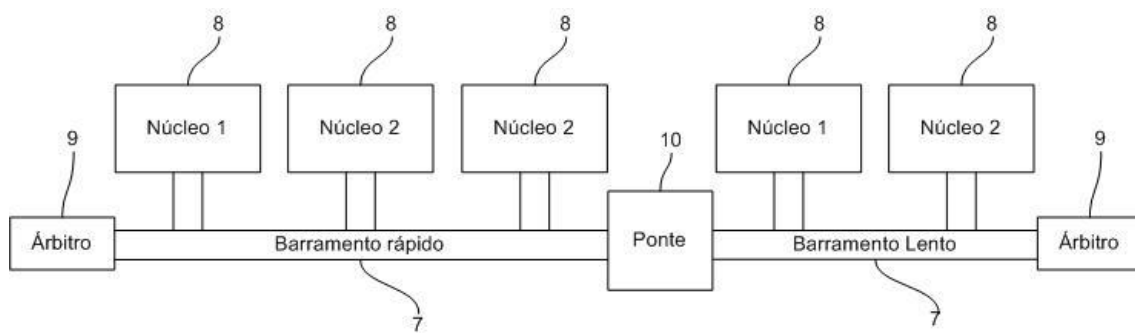 8 8 8 8 8
Núcleo 1 Núcleo 2 Núcleo 2 Núcleo 1 Núcleo 2
9 10 9
Árbitro Barramento rápido Ponte Barramento Lento Árbitro
7 7